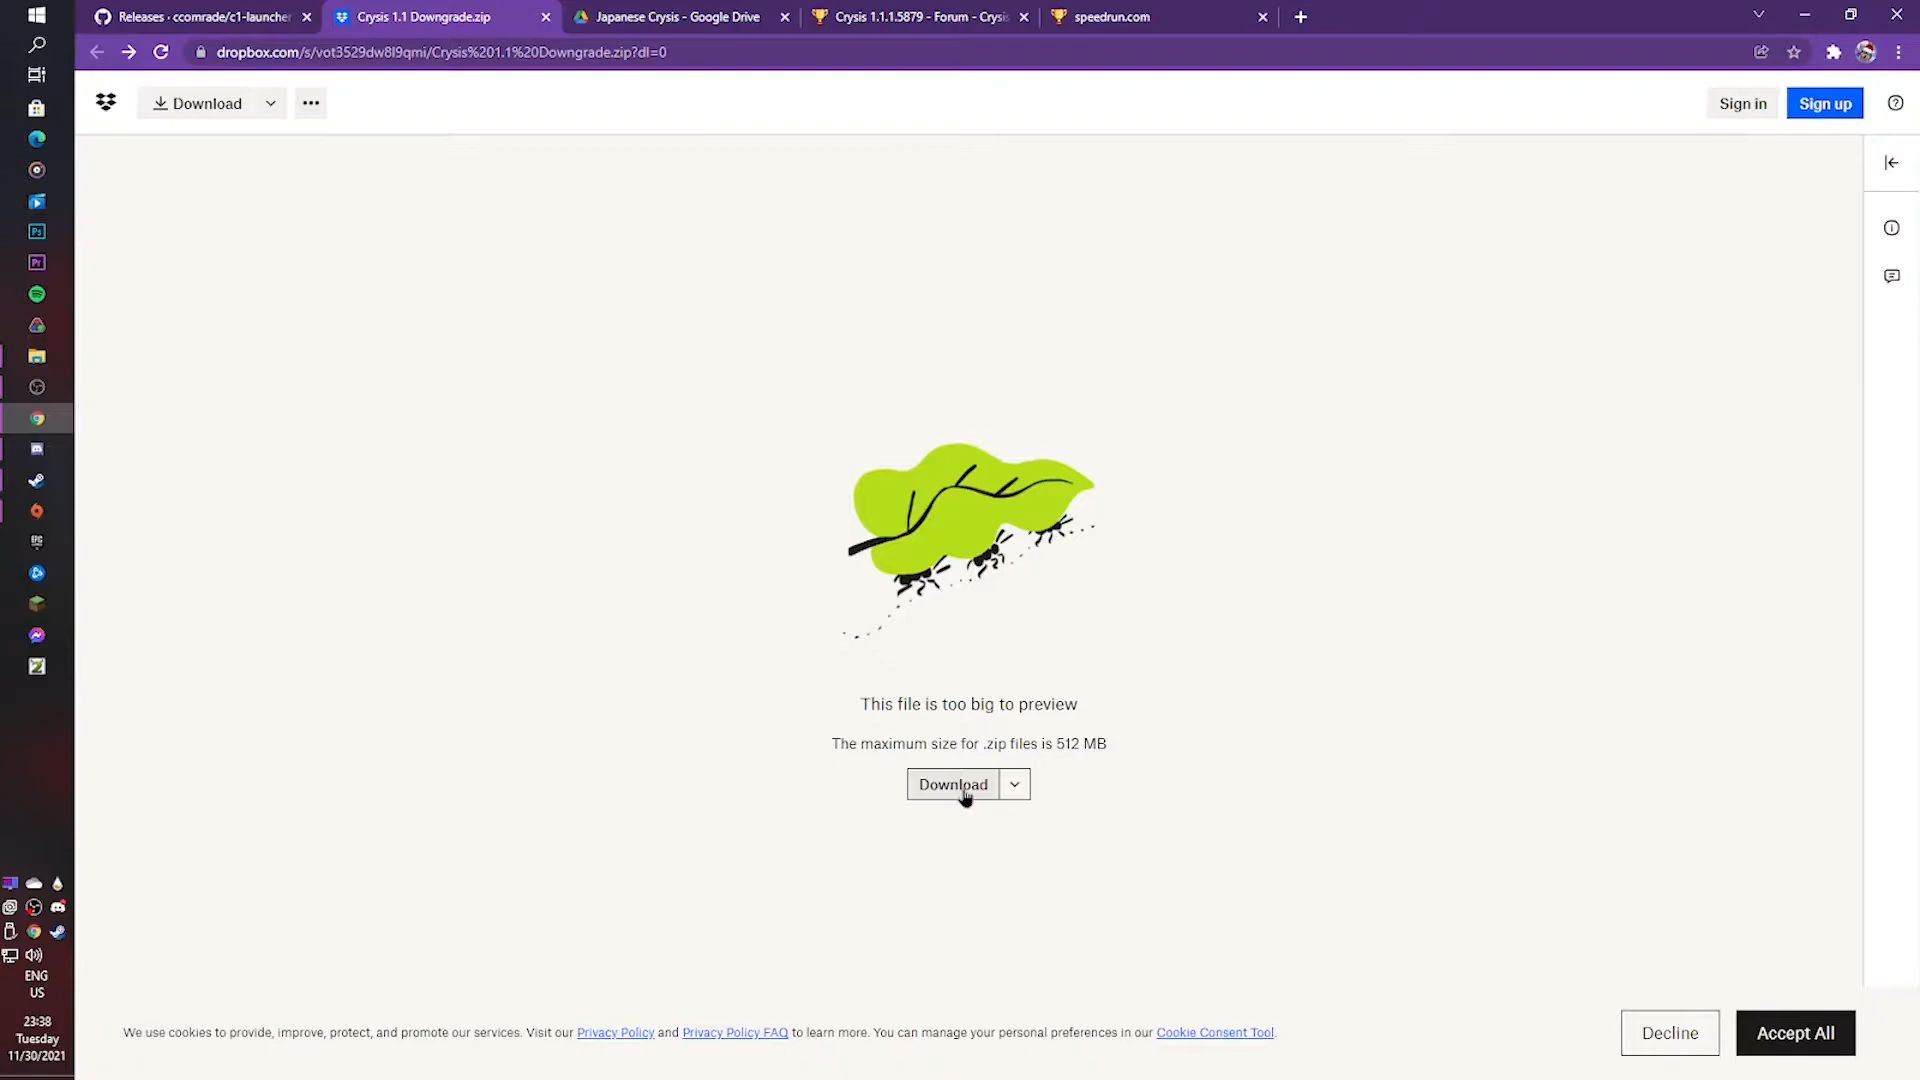 Releases · ccomrade/c1-launcher
Crysis 1.1 Downgrade.zip
Japanese Crysis - Google Drive
Crysis 1.1.1.5879 - Forum - Crysis
speedrun.com
dropbox.com/s/vot3529dw8l9qmi/Crysis%201.1%20Downgrade.zip?dl=0
Download
Sign in
Sign up
Ps
Pr
EPIC
This file is too big to preview
The maximum size for .zip files is 512 MB
Download
ENG
US
23:38
Tuesday
11/30/2021
We use cookies to provide, improve, protect, and promote our services. Visit our Privacy Policy and Privacy Policy FAQ to learn more. You can manage your personal preferences in our Cookie Consent Tool.
Decline
Accept All